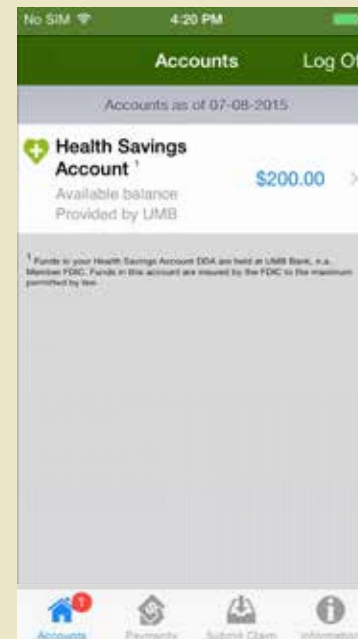 No SIM 4:20 PM
Accounts Log Of
Accounts as of 07-08-2015
Health Savings
Account ¹
$200.00
Available balance
Provided by UMB
¹ Funds in your Health Savings Account DDA are held at UMB Bank, n.a.
Member FDIC. Funds in this account are insured by the FDIC to the maximum
permitted by law.
1
Accounts Payments Submit Claim Information